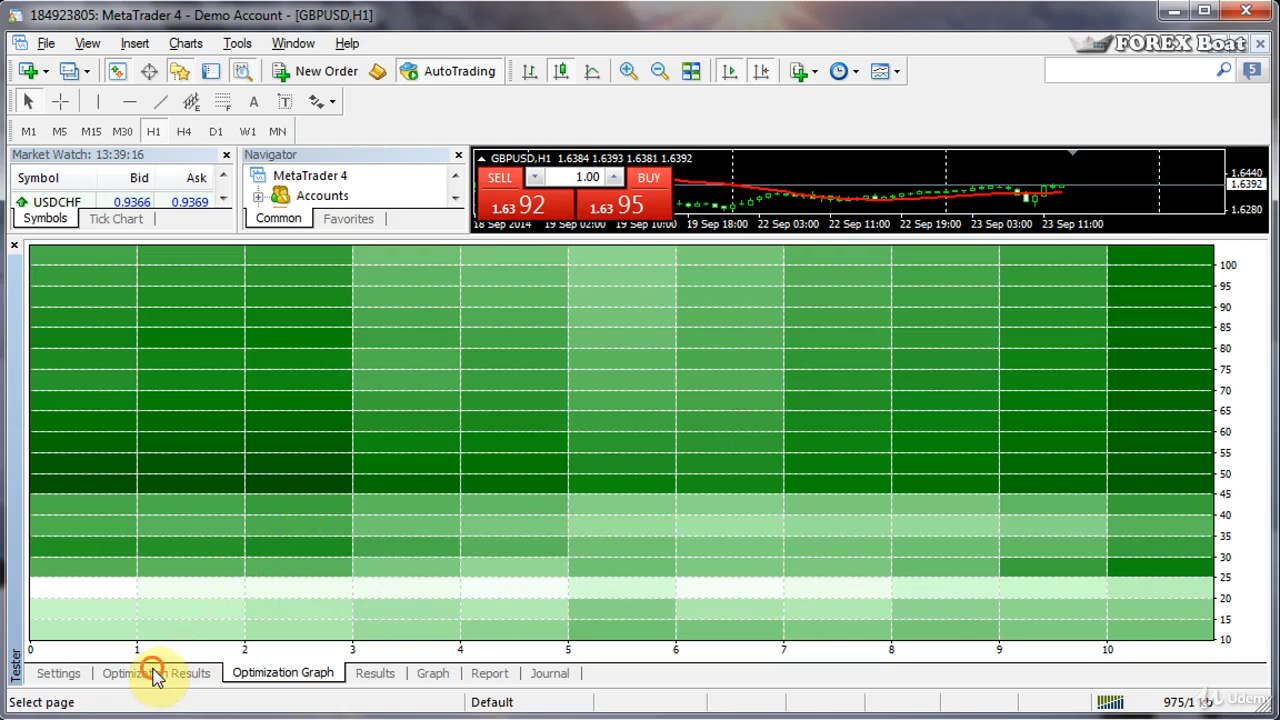 184923805: MetaTrader 4 - Demo Account - [GBPUSD,H1]
File View Insert Charts Tools Window Help
FOREX Boat
New Order AutoTrading 5
A T
M1 M5 M15 M30 H1 H4 D1 W1 MN
Market Watch: 13:39:16
Symbol Bid Ask
USDCHF 0.9366 0.9369
Symbols Tick Chart
Navigator
MetaTrader 4
Accounts
Common Favorites
GBPUSD,H1 1.6384 1.6393 1.6381 1.6392
SELL 1.00 BUY
1.63 92 1.63 95
1.6440
1.6392
1.6280
18 Sep 2014 19 Sep 02:00 19 Sep 10:00 19 Sep 18:00 22 Sep 03:00 22 Sep 11:00 22 Sep 19:00 23 Sep 03:00 23 Sep 11:00
100
95
90
85
80
75
70
65
60
55
50
45
40
35
30
25
20
15
10
0 1 2 3 4 5 6 7 8 9 10
Tester
Settings Optimization Results Optimization Graph Results Graph Report Journal
Select page Default 975/1 kb
Udemy